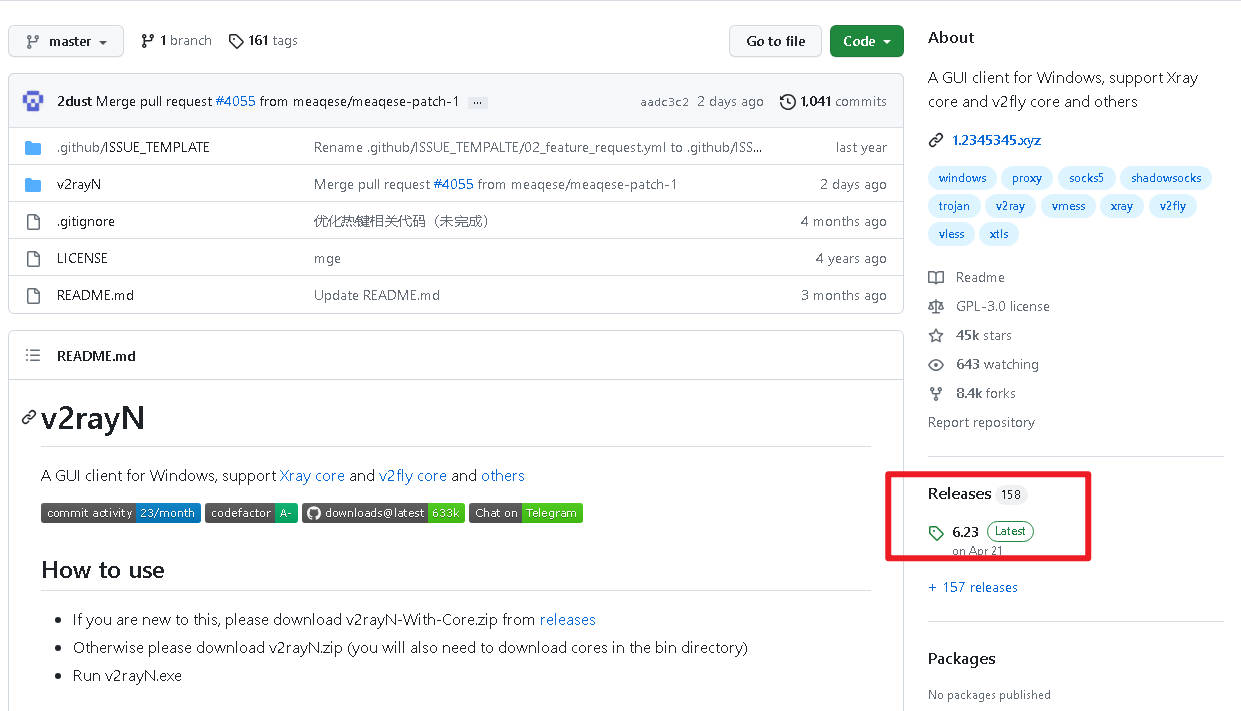 master
1 branch
161 tags
Go to file
Code
2dust Merge pull request #4055 from meaqese/meaqese-patch-1 ...
aadc3c2 2 days ago
1,041 commits
.github/ISSUE_TEMPLATE
Rename .github/ISSUE_TEMPALTE/02_feature_request.yml to .github/ISS...
last year
v2rayN
Merge pull request #4055 from meaqese/meaqese-patch-1
2 days ago
.gitignore
优化热键相关代码（未完成）
4 months ago
LICENSE
mge
4 years ago
README.md
Update README.md
3 months ago
README.md
v2rayN
A GUI client for Windows, support Xray core and v2fly core and others
commit activity 23/month
codefactor A-
downloads@latest 633k
Chat on Telegram
How to use
If you are new to this, please download v2rayN-With-Core.zip from releases
Otherwise please download v2rayN.zip (you will also need to download cores in the bin directory)
Run v2rayN.exe
About
A GUI client for Windows, support Xray
core and v2fly core and others
1.2345345.xyz
windows proxy socks5 shadowsocks
trojan v2ray vmess xray v2fly
vless xtls
Readme
GPL-3.0 license
45k stars
643 watching
8.4k forks
Report repository
Releases 158
6.23 Latest
on Apr 21
+ 157 releases
Packages
No packages published